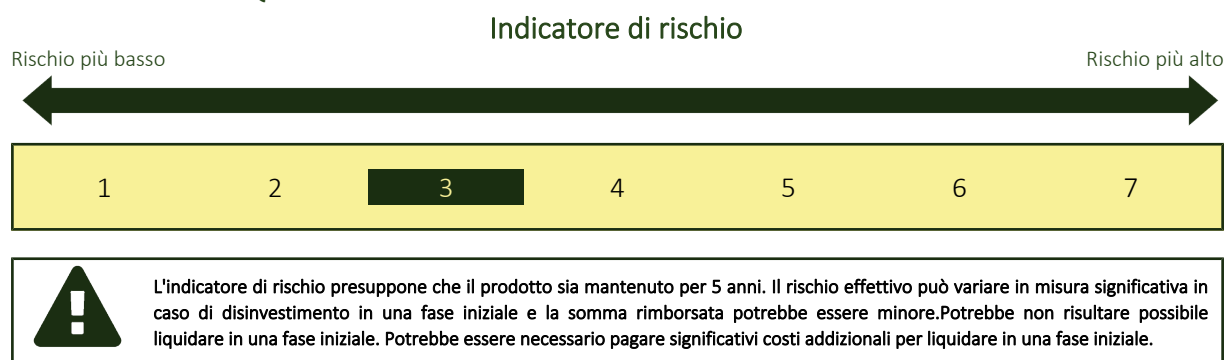 Indicatore di rischio
Rischio più basso
Rischio più alto
1 2 3 4 5 6 7
L'indicatore di rischio presuppone che il prodotto sia mantenuto per 5 anni. Il rischio effettivo può variare in misura significativa in
caso di disinvestimento in una fase iniziale e la somma rimborsata potrebbe essere minore.Potrebbe non risultare possibile
liquidare in una fase iniziale. Potrebbe essere necessario pagare significativi costi addizionali per liquidare in una fase iniziale.